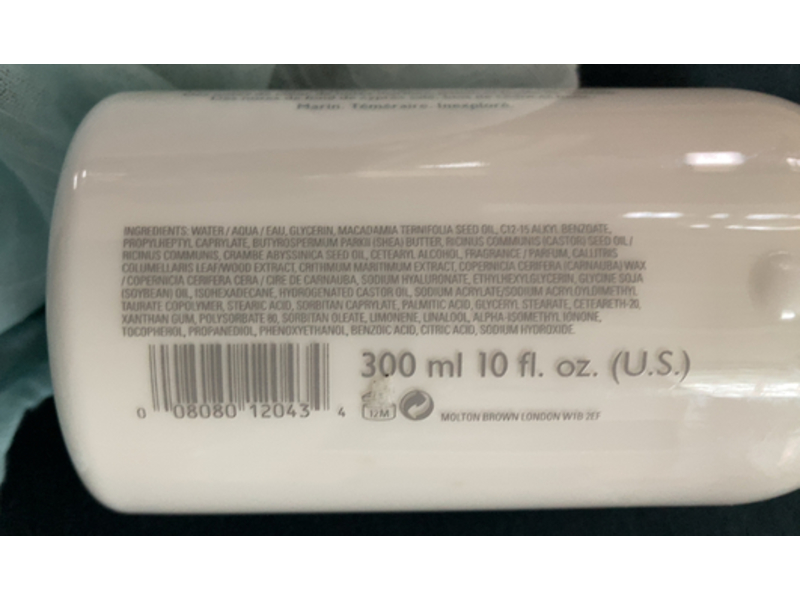 Marin. Téméraire. Inexploré.
INGREDIENTS: WATER / AQUA / EAU, GLYCERIN, MACADAMIA TERNIFOLIA SEED OIL, C12-15 ALKYL BENZOATE,
PROPYLHEPTYL CAPRYLATE, BUTYROSPERMUM PARKII (SHEA) BUTTER, RICINUS COMMUNIS (CASTOR) SEED OIL /
RICINUS COMMUNIS, CRAMBE ABYSSINICA SEED OIL, CETEARYL ALCOHOL, FRAGRANCE / PARFUM, CALLITRIS
COLUMELLARIS LEAF/WOOD EXTRACT, CRITHMUM MARITIMUM EXTRACT, COPERNICIA CERIFERA (CARNAUBA) WAX
/ COPERNICIA CERIFERA CERA / CIRE DE CARNAUBA, SODIUM HYALURONATE, ETHYLHEXYLGLYCERIN, GLYCINE SOJA
(SOYBEAN) OIL, ISOHEXADECANE, HYDROGENATED CASTOR OIL, SODIUM ACRYLATE/SODIUM ACRYLOYLDIMETHYL
TAURATE COPOLYMER, STEARIC ACID, SORBITAN CAPRYLATE, PALMITIC ACID, GLYCERYL STEARATE, CETEARETH-20,
XANTHAN GUM, POLYSORBATE 80, SORBITAN OLEATE, LIMONENE, LINALOOL, ALPHA-ISOMETHYL IONONE,
TOCOPHEROL, PROPANEDIOL, PHENOXYETHANOL, BENZOIC ACID, CITRIC ACID, SODIUM HYDROXIDE.
300 ml 10 fl. oz. (U.S.)
0 08080 12043 4
12M
MOLTON BROWN LONDON W1B 2EF